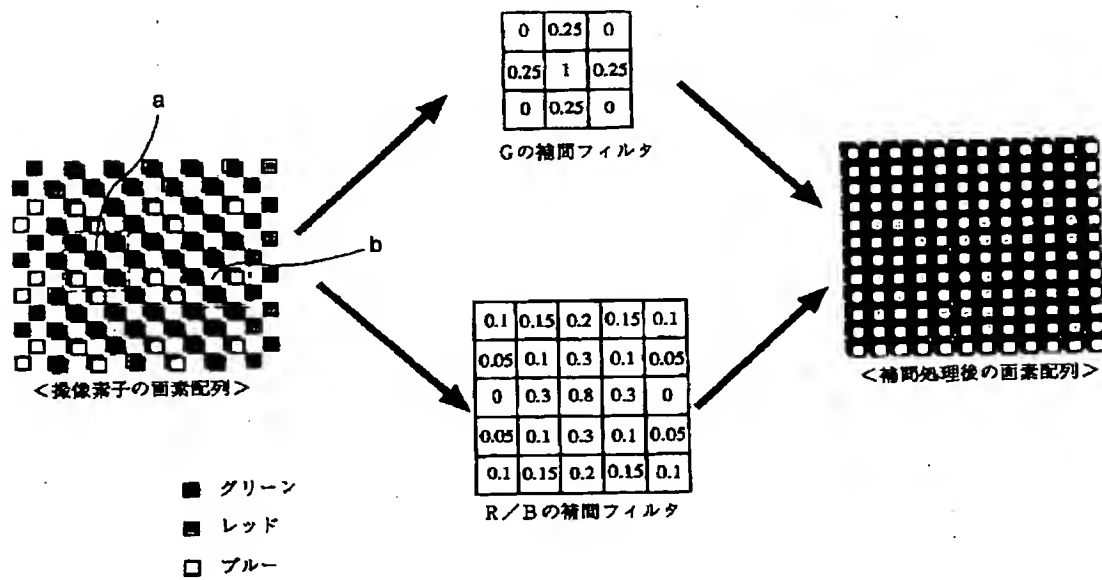 0 0.25 0
0.25 1 0.25
0 0.25 0
Gの補間フィルタ
a
b
<撮像素子の画素配列>
0.1 0.15 0.2 0.15 0.1
0.05 0.1 0.3 0.1 0.05
0 0.3 0.8 0.3 0
0.05 0.1 0.3 0.1 0.05
0.1 0.15 0.2 0.15 0.1
R/Bの補間フィルタ
<補間処理後の画素配列>
グリーン
レッド
ブルー